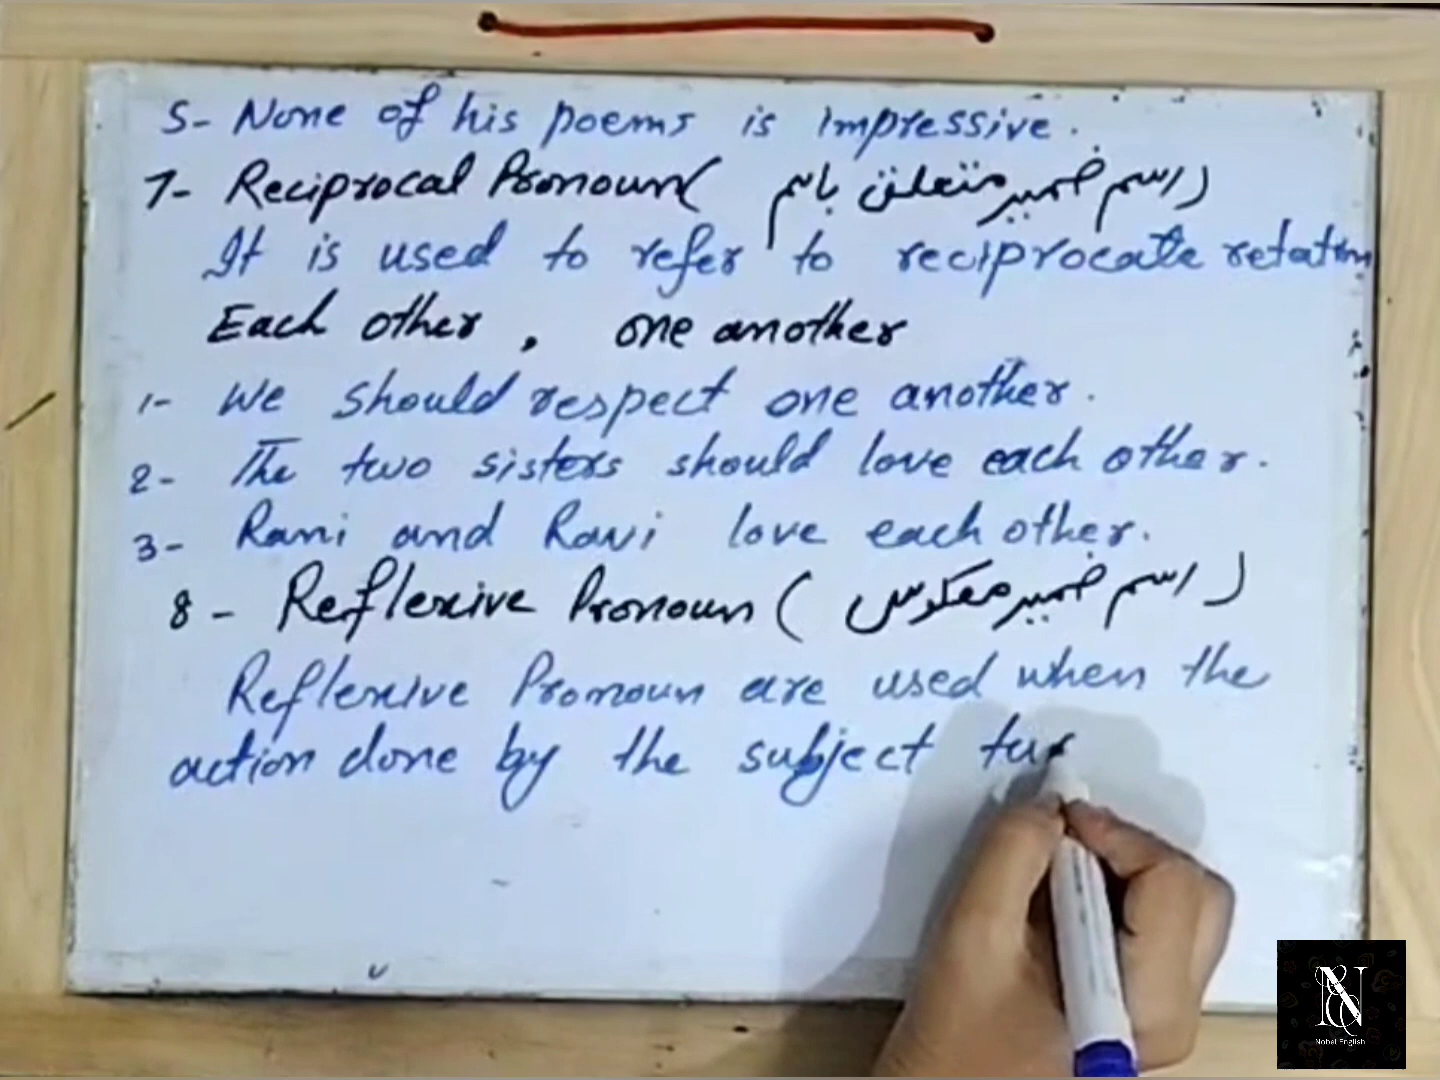 5- None of his poems is impressive.
7- Reciprocal Pronoun (اسم ضمیر متعلق باہم)
It is used to refer to reciprocate
Each other, one another
1- We should respect one another.
2- The two sisters should love each other.
3- Rani and Ravi love each other.
8- Reflexive Pronoun (اسم ضمیر معکوس)
Reflexive Pronoun are used when the
action done by the subject tur
N&N
Nobel English